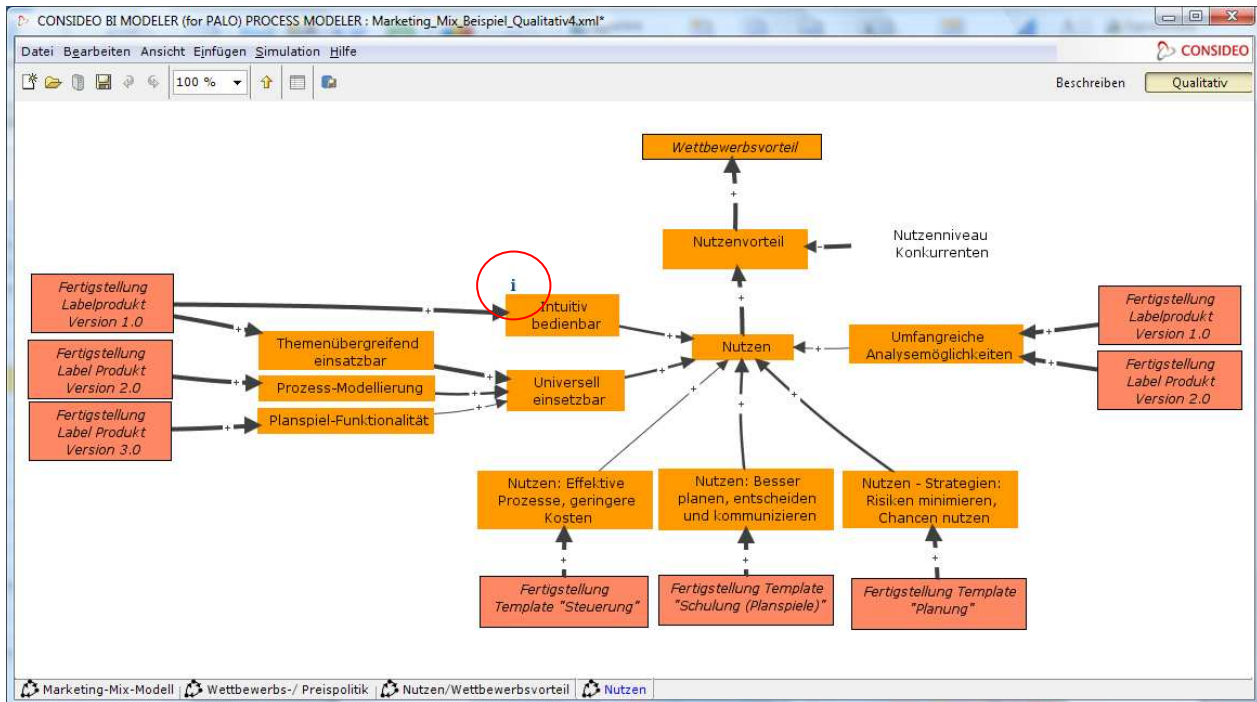 CONSIDEO BI MODELER (for PALO) PROCESS MODELER : Marketing_Mix_Beispiel_Qualitativ4.xml*
Datei Bearbeiten Ansicht Einfügen Simulation Hilfe
CONSIDEO
100 %
Beschreiben
Qualitativ
Wettbewerbsvorteil
+
Nutzenvorteil
-
Nutzenniveau
Konkurrenten
+
i
Fertigstellung
Labelprodukt
Version 1.0
+
+
Intuitiv
bedienbar
+
Themenübergreifend
einsatzbar
+
Fertigstellung
Label Produkt
Version 2.0
+
Prozess-Modellierung
+
Universell
einsetzbar
+
Fertigstellung
Label Produkt
Version 3.0
+
Planspiel-Funktionalität
+
Nutzen
+
Umfangreiche
Analysemöglichkeiten
+
Fertigstellung
Labelprodukt
Version 1.0
+
Fertigstellung
Label Produkt
Version 2.0
+
+
+
Nutzen: Effektive
Prozesse, geringere
Kosten
Nutzen: Besser
planen, entscheiden
und kommunizieren
Nutzen - Strategien:
Risiken minimieren,
Chancen nutzen
+
+
+
Fertigstellung
Template "Steuerung"
Fertigstellung Template
"Schulung (Planspiele)"
Fertigstellung Template
"Planung"
Marketing-Mix-Modell
Wettbewerbs-/ Preispolitik
Nutzen/Wettbewerbsvorteil
Nutzen